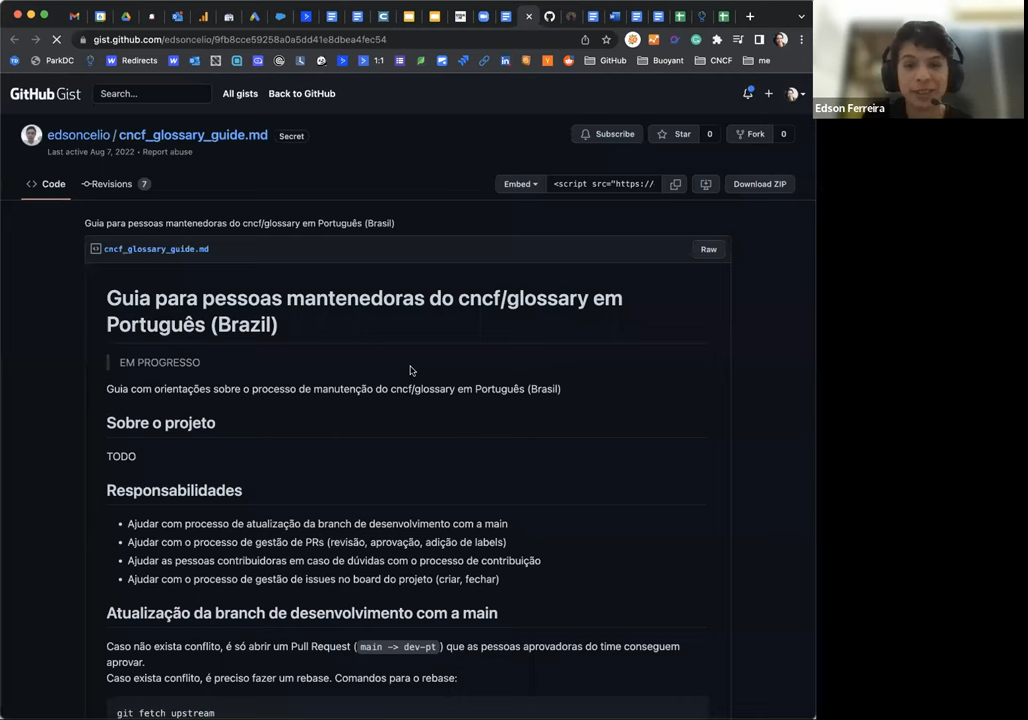 1:1
gist.github.com/edsoncelio/9fb8cce59258a0a5dd41e8dbea4fec54
ParkDC
Redirects
1:1
GitHub
Buoyant
CNCF
me
Edson Ferreira
GitHub Gist
Search...
All gists
Back to GitHub
edsoncelio / cncf_glossary_guide.md
Secret
Subscribe
Star
0
Fork
0
Last active Aug 7, 2022 • Report abuse
Code
Revisions
7
Embed
<script src="https://
Download ZIP
Guia para pessoas mantenedoras do cncf/glossary em Português (Brasil)
cncf_glossary_guide.md
Raw
Guia para pessoas mantenedoras do cncf/glossary em
Português (Brazil)
EM PROGRESSO
Guia com orientações sobre o processo de manutenção do cncf/glossary em Português (Brasil)
Sobre o projeto
TODO
Responsabilidades
• Ajudar com processo de atualização da branch de desenvolvimento com a main
• Ajudar com o processo de gestão de PRs (revisão, aprovação, adição de labels)
• Ajudar as pessoas contribuidoras em caso de dúvidas com o processo de contribuição
• Ajudar com o processo de gestão de issues no board do projeto (criar, fechar)
Atualização da branch de desenvolvimento com a main
Caso não exista conflito, é só abrir um Pull Request ( main -> dev-pt ) que as pessoas aprovadoras do time conseguem
aprovar.
Caso exista conflito, é preciso fazer um rebase. Comandos para o rebase:
git fetch upstream